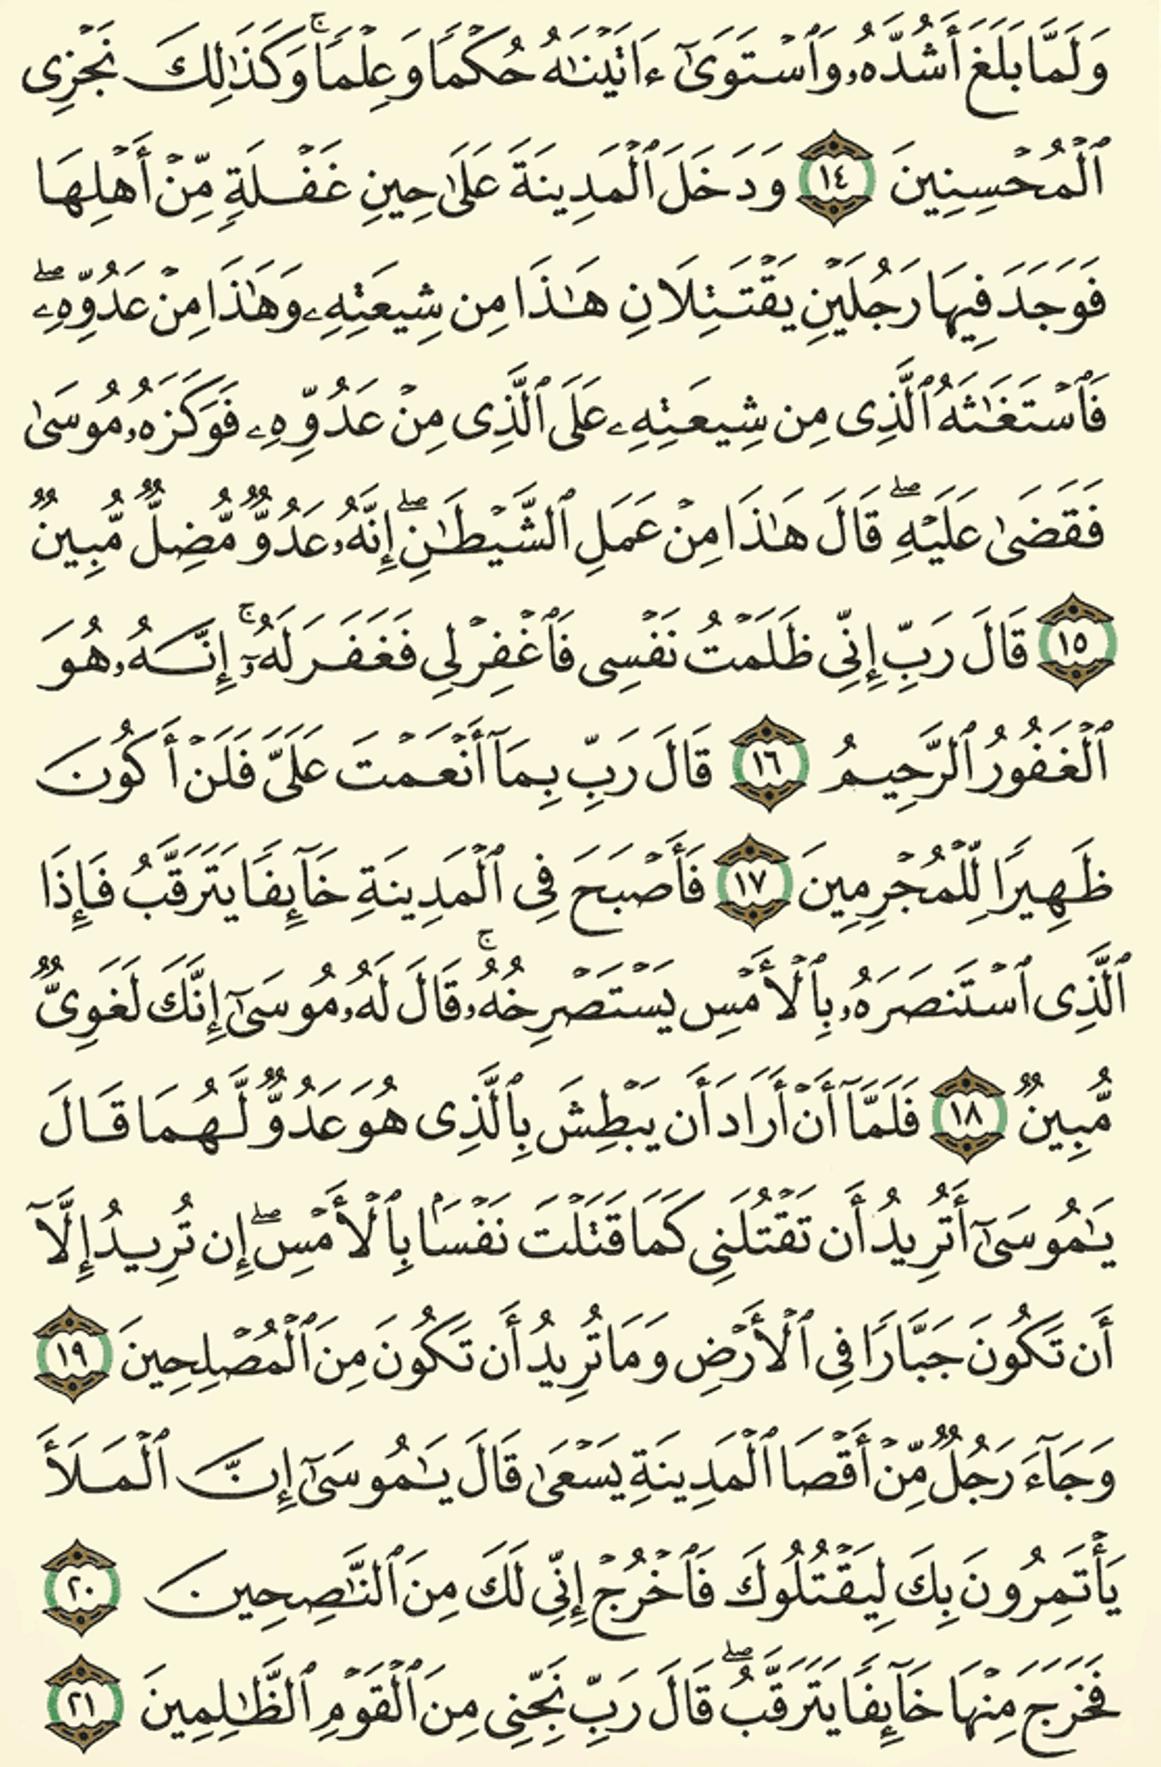 وَلَمَّا بَلَغَ أَشُدَّهُۥ وَٱسْتَوَىٰٓ ءَاتَيْنَٰهُ حُكْمًا وَعِلْمًا ۚ وَكَذَٰلِكَ نَجْزِى
ٱلْمُحْسِنِينَ ١٤ وَدَخَلَ ٱلْمَدِينَةَ عَلَىٰ حِينِ غَفْلَةٍ مِّنْ أَهْلِهَا
فَوَجَدَ فِيهَا رَجُلَيْنِ يَقْتَتِلَانِ هَٰذَا مِن شِيعَتِهِۦ وَهَٰذَا مِنْ عَدُوِّهِۦ ۖ
فَٱسْتَغَٰثَهُ ٱلَّذِى مِن شِيعَتِهِۦ عَلَى ٱلَّذِى مِنْ عَدُوِّهِۦ فَوَكَزَهُۥ مُوسَىٰ
فَقَضَىٰ عَلَيْهِ ۖ قَالَ هَٰذَا مِنْ عَمَلِ ٱلشَّيْطَٰنِ ۖ إِنَّهُۥ عَدُوٌّ مُّضِلٌّ مُّبِينٌ
١٥ قَالَ رَبِّ إِنِّى ظَلَمْتُ نَفْسِى فَٱغْفِرْ لِى فَغَفَرَ لَهُۥٓ ۚ إِنَّهُۥ هُوَ
ٱلْغَفُورُ ٱلرَّحِيمُ ١٦ قَالَ رَبِّ بِمَآ أَنْعَمْتَ عَلَىَّ فَلَنْ أَكُونَ
ظَهِيرًا لِّلْمُجْرِمِينَ ١٧ فَأَصْبَحَ فِى ٱلْمَدِينَةِ خَآئِفًا يَتَرَقَّبُ فَإِذَا
ٱلَّذِى ٱسْتَنصَرَهُۥ بِٱلْأَمْسِ يَسْتَصْرِخُهُۥ ۚ قَالَ لَهُۥ مُوسَىٰٓ إِنَّكَ لَغَوِىٌّ
مُّبِينٌ ١٨ فَلَمَّآ أَنْ أَرَادَ أَن يَبْطِشَ بِٱلَّذِى هُوَ عَدُوٌّ لَّهُمَا قَالَ
يَٰمُوسَىٰٓ أَتُرِيدُ أَن تَقْتُلَنِى كَمَا قَتَلْتَ نَفْسًۢا بِٱلْأَمْسِ ۖ إِن تُرِيدُ إِلَّآ
أَن تَكُونَ جَبَّارًا فِى ٱلْأَرْضِ وَمَا تُرِيدُ أَن تَكُونَ مِنَ ٱلْمُصْلِحِينَ ١٩
وَجَآءَ رَجُلٌ مِّنْ أَقْصَا ٱلْمَدِينَةِ يَسْعَىٰ قَالَ يَٰمُوسَىٰٓ إِنَّ ٱلْمَلَأَ
يَأْتَمِرُونَ بِكَ لِيَقْتُلُوكَ فَٱخْرُجْ إِنِّى لَكَ مِنَ ٱلنَّٰصِحِينَ ٢٠
فَخَرَجَ مِنْهَا خَآئِفًا يَتَرَقَّبُ ۖ قَالَ رَبِّ نَجِّنِى مِنَ ٱلْقَوْمِ ٱلظَّٰلِمِينَ ٢١